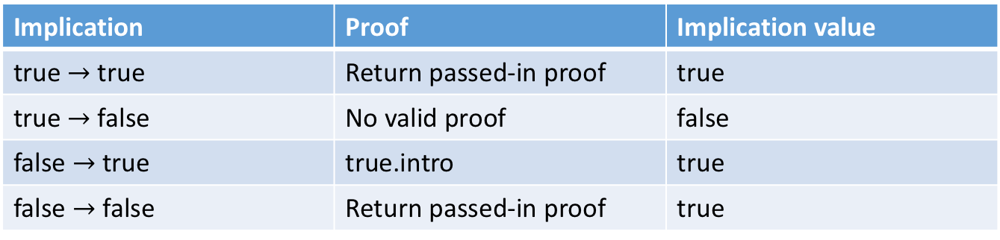 Implication Proof Implication value
true → true Return passed-in proof true
true → false No valid proof false
false → true true.intro true
false → false Return passed-in proof true